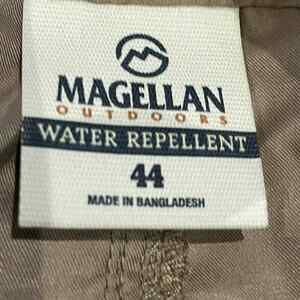 MAGELLAN
OUTDOORS
WATER REPELLENT
44
MADE IN BANGLADESH